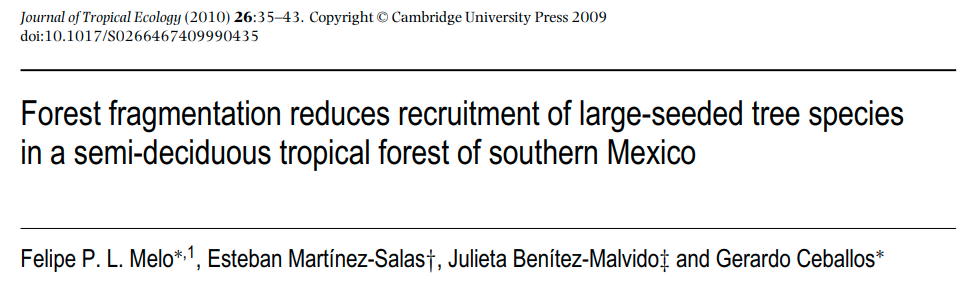 Journal of Tropical Ecology (2010) 26:35–43. Copyright © Cambridge University Press 2009
doi:10.1017/S0266467409990435
Forest fragmentation reduces recruitment of large-seeded tree species
in a semi-deciduous tropical forest of southern Mexico
Felipe P. L. Melo*,1, Esteban Martínez-Salas†, Julieta Benítez-Malvido‡ and Gerardo Ceballos*